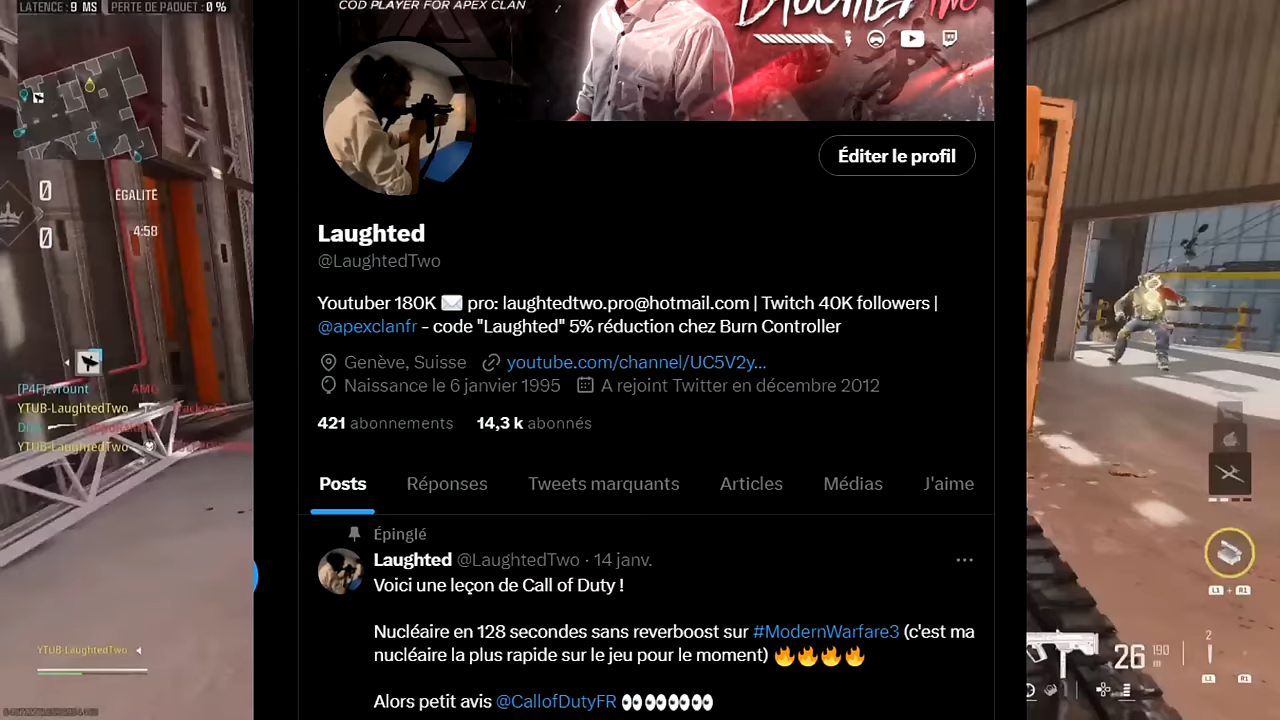 LATENCE : 9 MS
PERTE DE PAQUET : 0 %
COD PLAYER FOR APEX CLAN
TWO
0
ÉGALITÉ
0
4:58
Éditer le profil
Laughted
@LaughtedTwo
Youtuber 180K ✉️ pro: laughtedtwo.pro@hotmail.com | Twitch 40K followers |
@apexclanfr - code "Laughted" 5% réduction chez Burn Controller
Genève, Suisse youtube.com/channel/UC5V2y...
Naissance le 6 janvier 1995 A rejoint Twitter en décembre 2012
421 abonnements 14,3 k abonnés
[P4F]zvrount
YTUB-LaughtedTwo
YTUB-LaughtedTwo
Posts Réponses Tweets marquants Articles Médias J'aime
Épinglé
Laughted @LaughtedTwo · 14 janv.
Voici une leçon de Call of Duty !
Nucléaire en 128 secondes sans reverboost sur #ModernWarfare3 (c'est ma
nucléaire la plus rapide sur le jeu pour le moment) 🔥🔥🔥🔥
Alors petit avis @CallofDutyFR 👀👀👀👀👀👀👀
YTUB-LaughtedTwo
L1 + R1
26 190
2
L1 R1